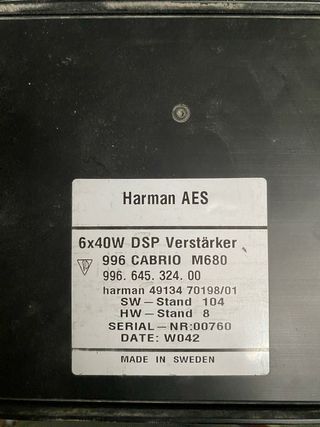 Harman AES
6x40W DSP Verstärker
996 CABRIO M680
996. 645. 324. 00
harman 49134 70198/01
SW — Stand 104
HW — Stand 8
SERIAL — NR:00760
DATE: W042
MADE IN SWEDEN